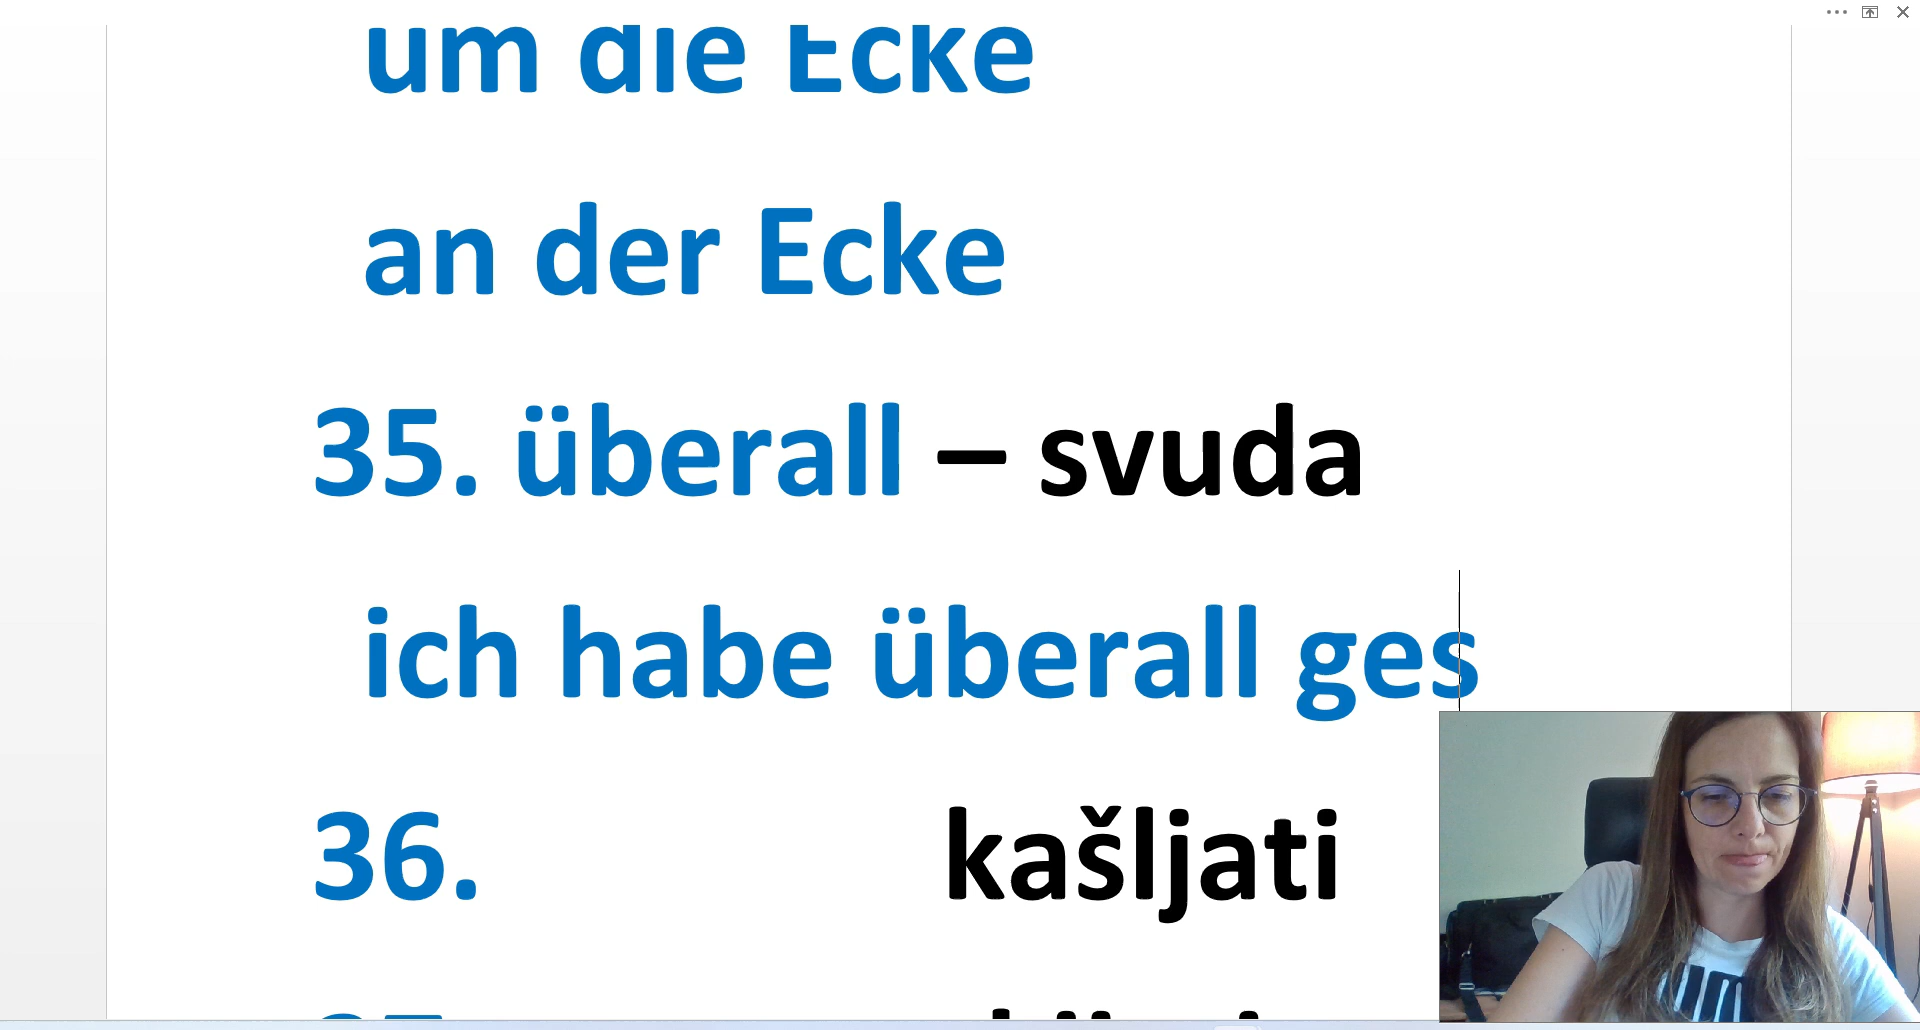 um die Ecke
an der Ecke
35. überall – svuda
ich habe überall ges
36. kašljati